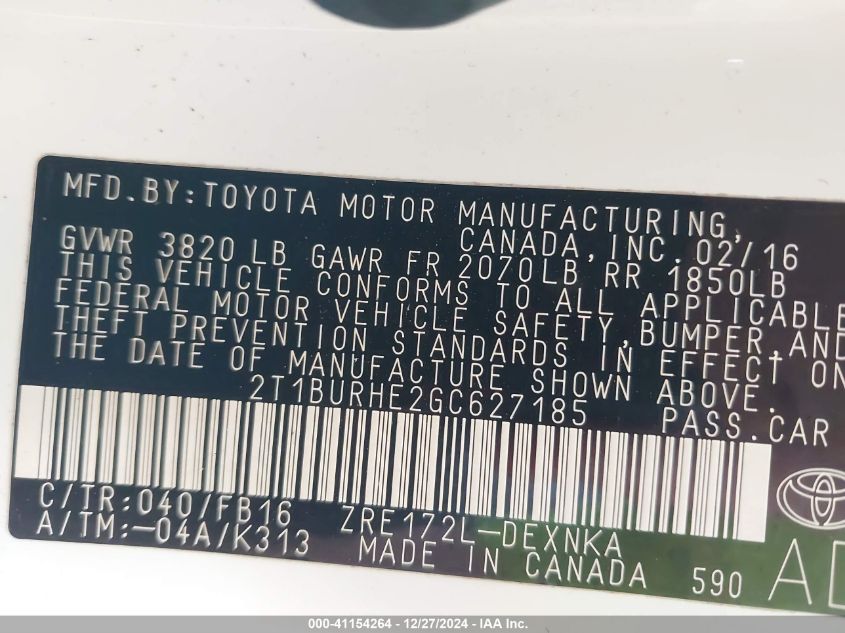 MFD.BY:TOYOTA MOTOR MANUFACTURING,
CANADA,INC.02/16
GVWR 3820 LB GAWR FR 2070LB,RR 1850LB
THIS VEHICLE CONFORMS TO ALL APPLICABLE
FEDERAL MOTOR VEHICLE SAFETY,BUMPER,AND
THEFT PREVENTION STANDARDS IN EFFECT ON
THE DATE OF MANUFACTURE SHOWN ABOVE.
2T1BURHE2GC627185 PASS.CAR
C/TR:040/FB16 ZRE172L-DEXNKA
A/TM:-04A/K313 MADE IN CANADA 590
000-41154264 - 12/27/2024 - IAA Inc.